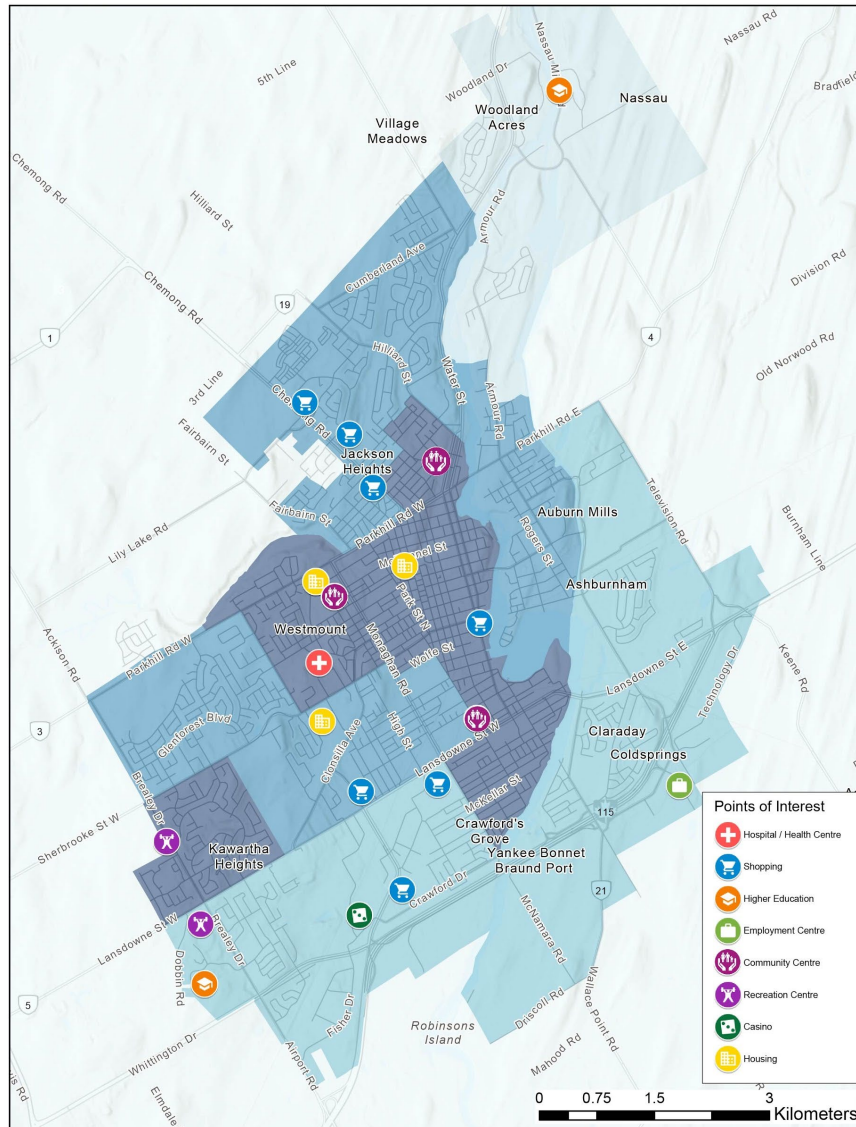 Nassau Rd
Nassau Mi
5th Line
Woodland Dr
Bradfield
Woodland
Acres
Nassau
Village
Meadows
Chemong Rd
Hilliard St
Armour Rd
Cumberland Ave
Division Rd
Chemong Rd
19
1
4
Old Norwood Rd
Hilliard St
Water St
3rd Line
Armour Rd
Parkhill Rd E
Fairbairn St
Jackson
Heights
Television Rd
Fairbairn St
Parkhill Rd W
Auburn Mills
Burnham Line
Lily Lake Rd
Rogers St
Ashburnham
Park St N
Westmount
Ackison Rd
Monaghan Rd
Wolfe St
Parkhill Rd W
Lansdowne St E
Keene Rd
Technology Dr
Glenforest Blvd
3
High St
Clonsilla Ave
Lansdowne St W
Claraday
Coldsprings
Brealey Dr
McKellar St
115
Sherbrooke St W
Crawford's
Grove
Kawartha
Heights
Yankee Bonnet
Braund Port
Crawford Dr
21
Lansdowne St W
Brealey Dr
McNamara Rd
Dobbin Rd
5
Fisher Dr
Driscoll Rd
Wallace Point Rd
Robinsons
Island
Whittington Dr
Airport Rd
Mahood Rd
Elmdale
Points of Interest
Hospital / Health Centre
Shopping
Higher Education
Employment Centre
Community Centre
Recreation Centre
Casino
Housing
0 0.75 1.5 3
Kilometers